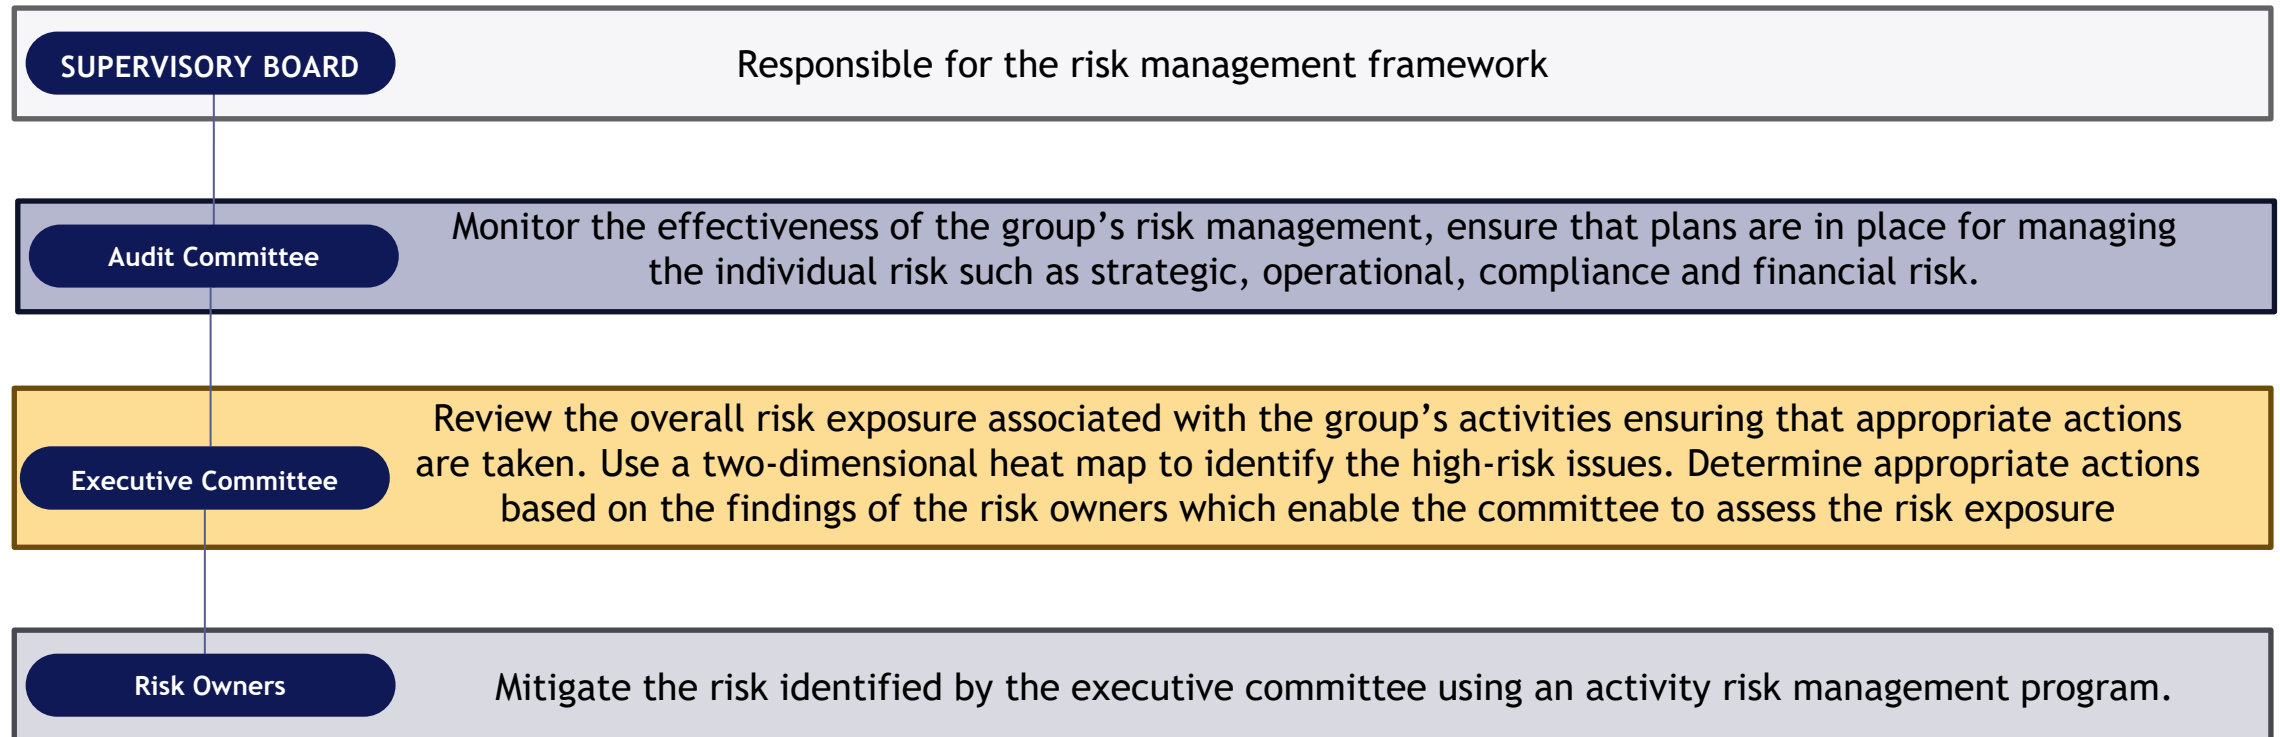 SUPERVISORY BOARD
Responsible for the risk management framework
Audit Committee
Monitor the effectiveness of the group’s risk management, ensure that plans are in place for managing
the individual risk such as strategic, operational, compliance and financial risk.
Executive Committee
Review the overall risk exposure associated with the group’s activities ensuring that appropriate actions
are taken. Use a two-dimensional heat map to identify the high-risk issues. Determine appropriate actions
based on the findings of the risk owners which enable the committee to assess the risk exposure
Risk Owners
Mitigate the risk identified by the executive committee using an activity risk management program.